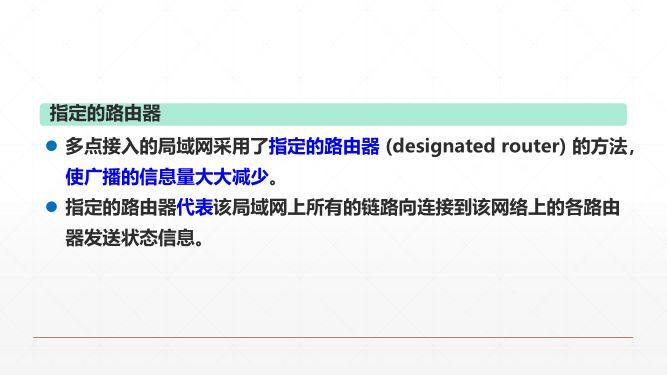 指定的路由器
多点接入的局域网采用了指定的路由器 (designated router) 的方法，
使广播的信息量大大减少。
指定的路由器代表该局域网上所有的链路向连接到该网络上的各路由
器发送状态信息。